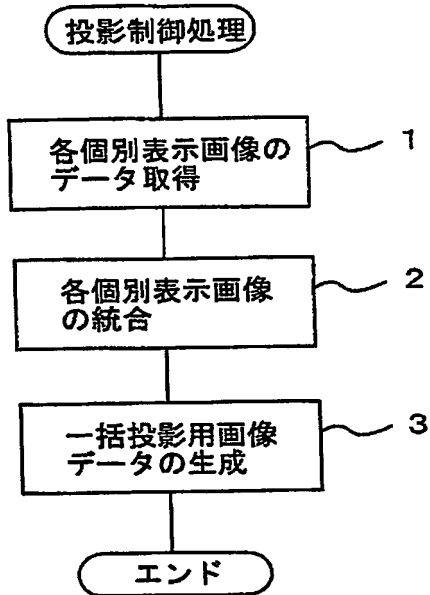 投影制御処理
各個別表示画像の
データ取得
1
各個別表示画像
の統合
2
一括投影用画像
データの生成
3
エンド